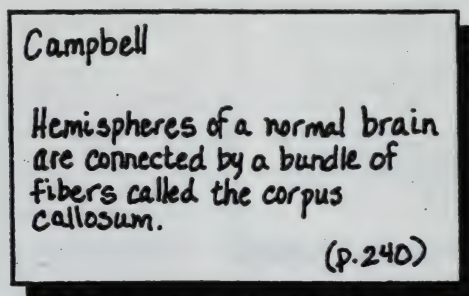 Campbell
Hemispheres of a normal brain
are connected by a bundle of
fibers called the corpus
callosum.
(p.240)